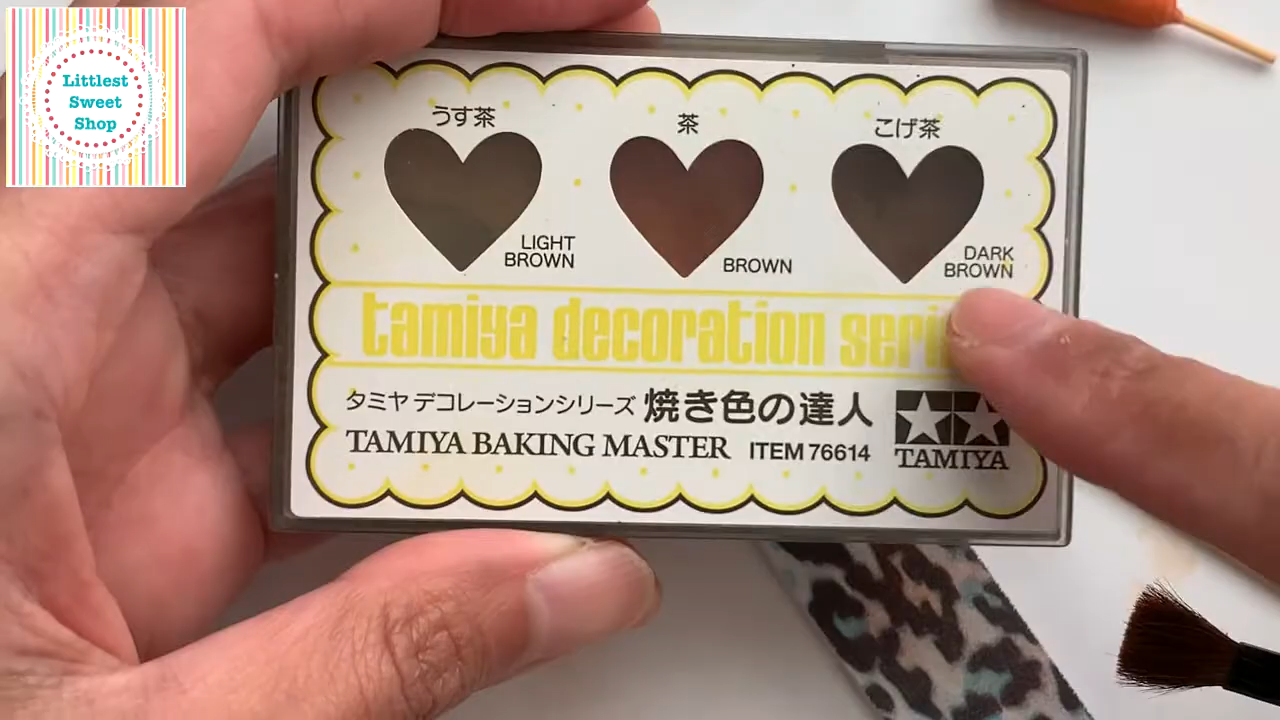 Littlest
Sweet
Shop
うす茶
茶
こげ茶
LIGHT
BROWN
BROWN
DARK
BROWN
tamiya decoration
タミヤ デコレーションシリーズ 焼き色の達人
TAMIYA BAKING MASTER ITEM 76614
TAMIYA